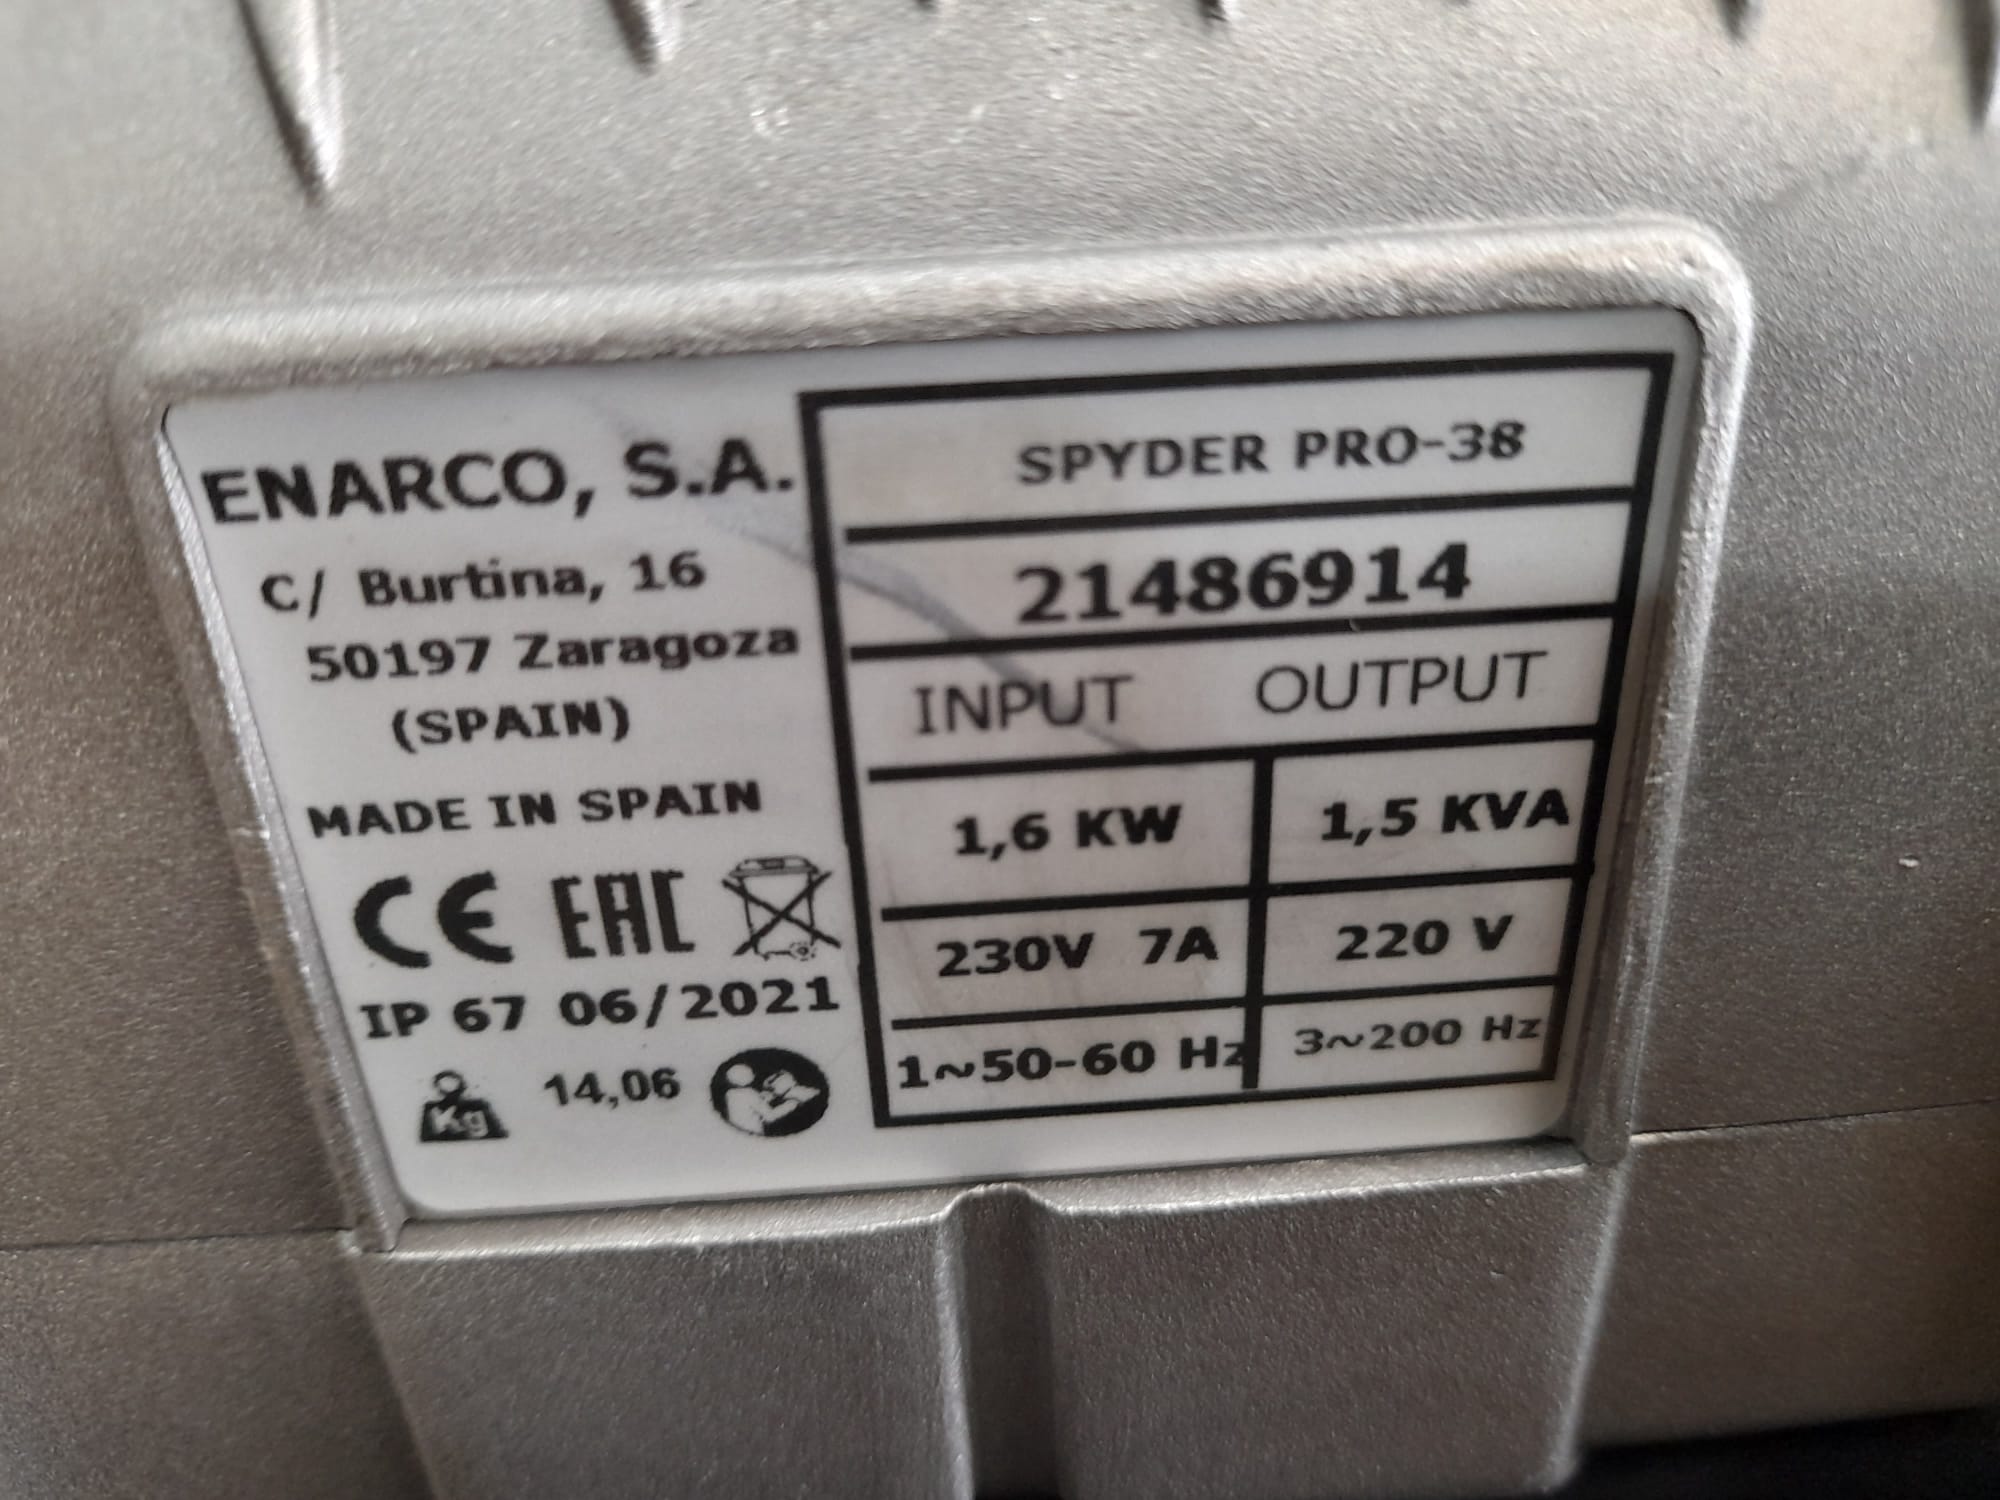 ENARCO, S.A.
C/ Burtina, 16
50197 Zaragoza
(SPAIN)
MADE IN SPAIN
CE EAC
IP 67 06/2021
Kg 14,06
SPYDER PRO-38
21486914
INPUT OUTPUT
1,6 KW 1,5 KVA
230V 7A 220 V
1~50-60 Hz 3~200 Hz